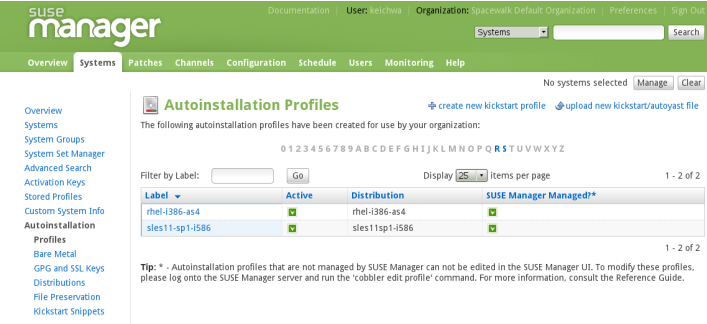 SUSE
manager
Documentation | User: keichwa | Organization: Spacewalk Default Organization | Preferences | Sign Out
Systems Search
Overview Systems Patches Channels Configuration Schedule Users Monitoring Help
No systems selected Manage Clear
Overview
Systems
System Groups
System Set Manager
Advanced Search
Activation Keys
Stored Profiles
Custom System Info
Autoinstallation
Profiles
Bare Metal
GPG and SSL Keys
Distributions
File Preservation
Kickstart Snippets
Autoinstallation Profiles
create new kickstart profile upload new kickstart/autoyast file
The following autoinstallation profiles have been created for use by your organization:
0 1 2 3 4 5 6 7 8 9 A B C D E F G H I J K L M N O P Q R S T U V W X Y Z
Filter by Label: Go Display 25 items per page 1 - 2 of 2
Label Active Distribution SUSE Manager Managed?*
rhel-i386-as4 rhel-i386-as4
sles11-sp1-i586 sles11sp1-i586
1 - 2 of 2
Tip: * - Autoinstallation profiles that are not managed by SUSE Manager can not be edited in the SUSE Manager UI. To modify these profiles,
please log onto the SUSE Manager server and run the 'cobbler edit profile' command. For more information, consult the Reference Guide.